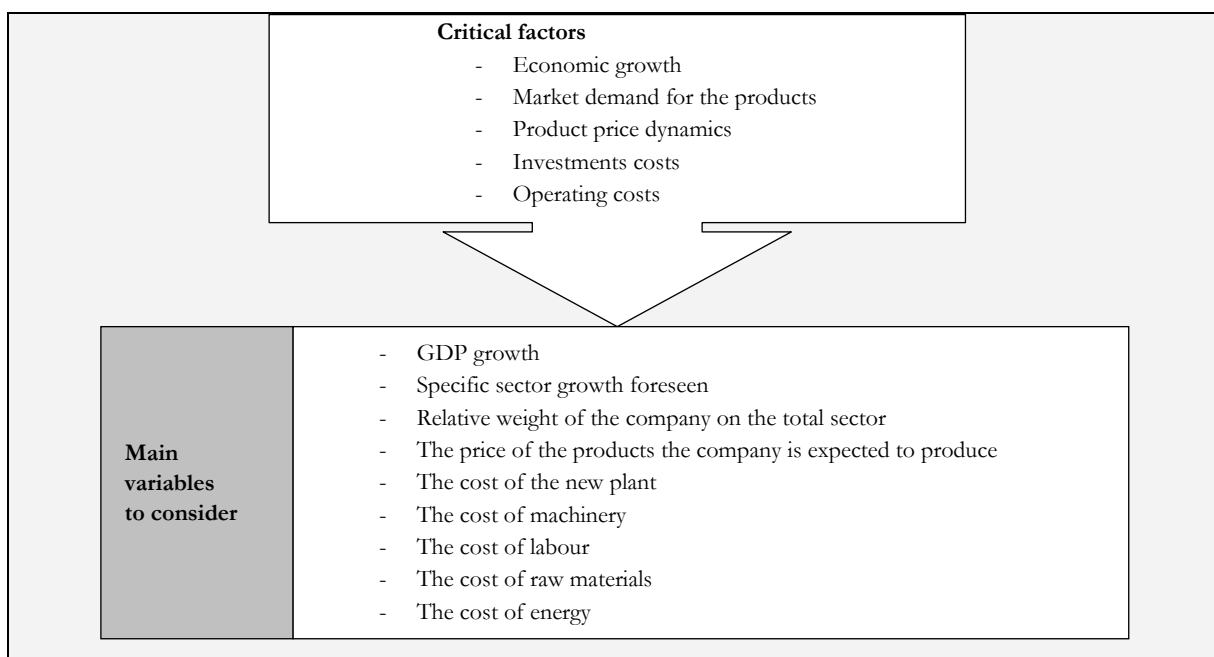 Critical factors
- Economic growth
- Market demand for the products
- Product price dynamics
- Investments costs
- Operating costs
Main
variables
to consider
- GDP growth
- Specific sector growth foreseen
- Relative weight of the company on the total sector
- The price of the products the company is expected to produce
- The cost of the new plant
- The cost of machinery
- The cost of labour
- The cost of raw materials
- The cost of energy